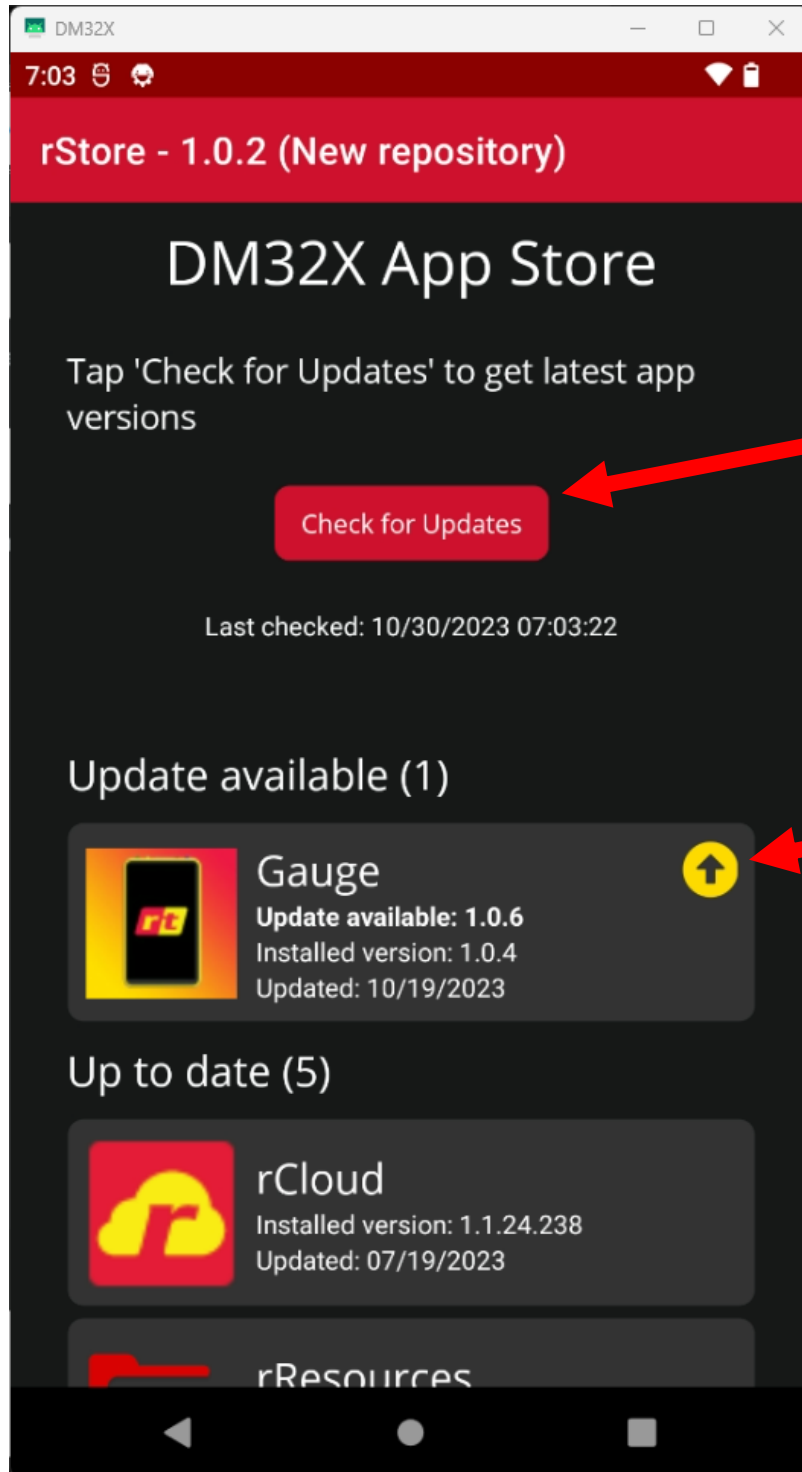 DM32X
7:03
rStore - 1.0.2 (New repository)
DM32X App Store
Tap 'Check for Updates' to get latest app
versions
Check for Updates
Last checked: 10/30/2023 07:03:22
Update available (1)
rt
Gauge
Update available: 1.0.6
Installed version: 1.0.4
Updated: 10/19/2023
Up to date (5)
r
rCloud
Installed version: 1.1.24.238
Updated: 07/19/2023
rResources